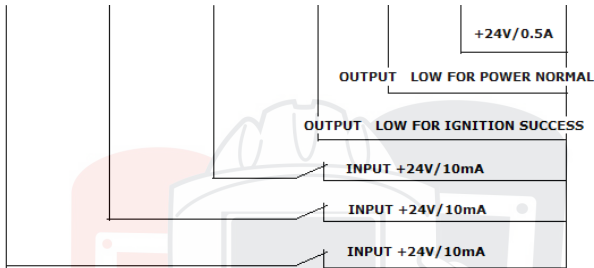 +24V/0.5A
OUTPUT LOW FOR POWER NORMAL
OUTPUT LOW FOR IGNITION SUCCESS
INPUT +24V/10mA
INPUT +24V/10mA
INPUT +24V/10mA